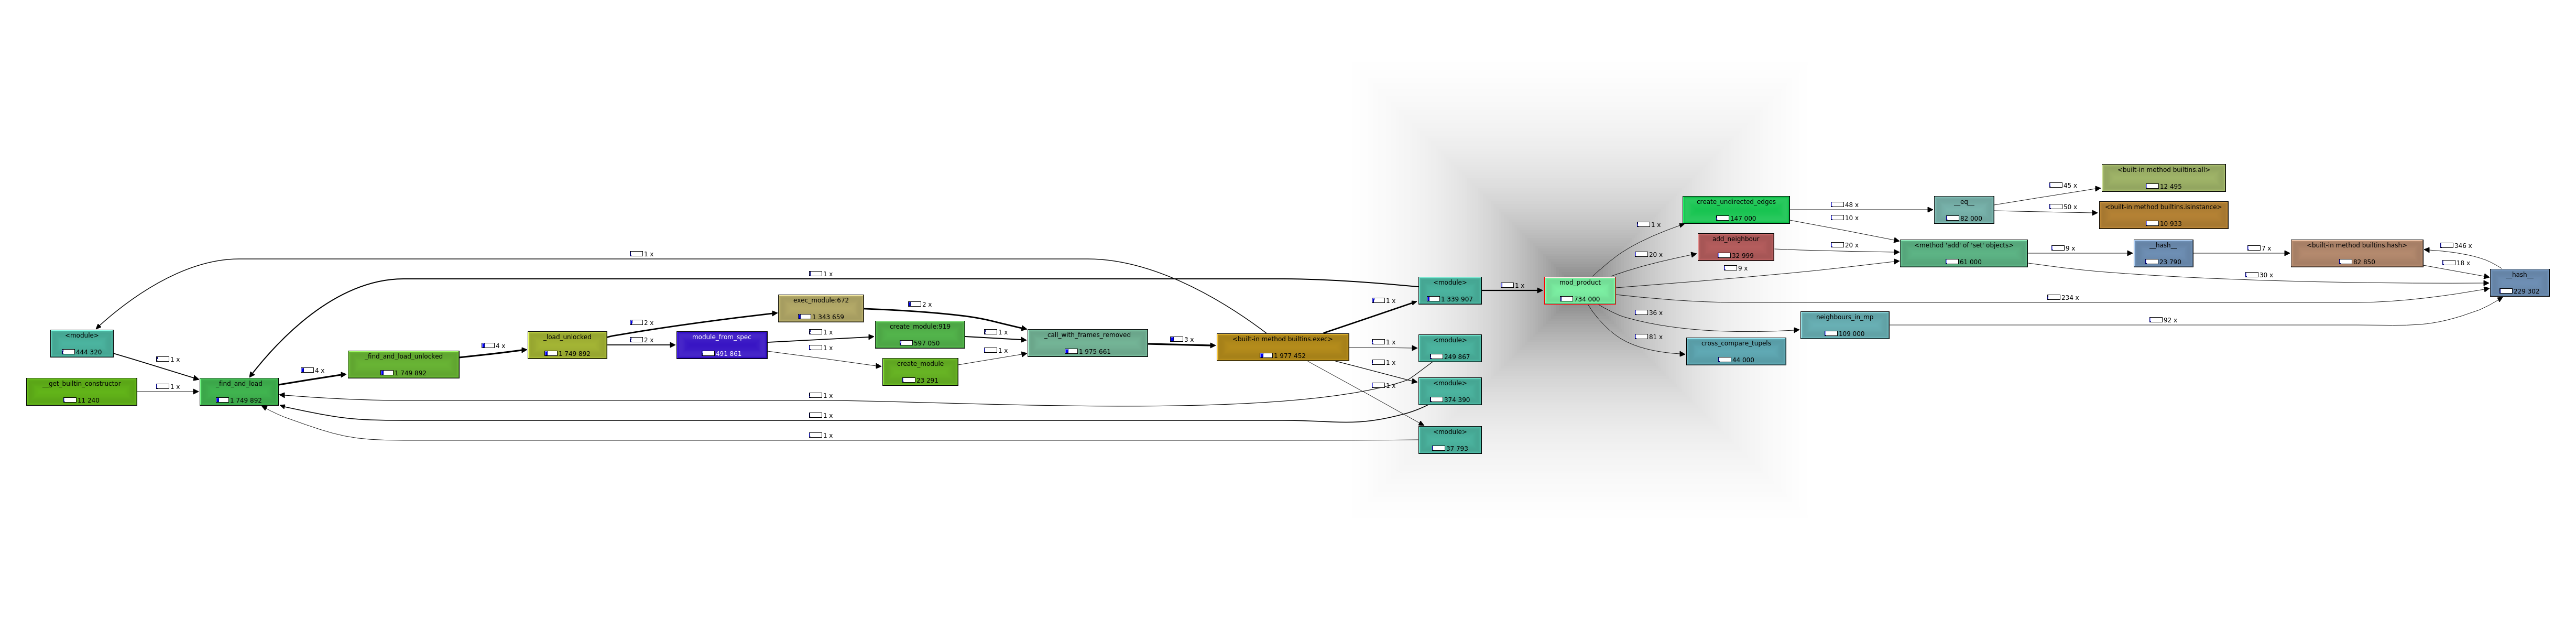 <built-in method builtins.all>
12 495
45 x
create_undirected_edges
147 000
48 x
__eq__
82 000
50 x
<built-in method builtins.isinstance>
10 933
1 x
10 x
add_neighbour
32 999
20 x
20 x
<method 'add' of 'set' objects>
61 000
9 x
__hash__
23 790
7 x
<built-in method builtins.hash>
82 850
346 x
18 x
__hash__
229 302
30 x
9 x
1 x
1 x
<module>
1 339 907
1 x
mod_product
734 000
234 x
exec_module:672
1 343 659
2 x
1 x
36 x
neighbours_in_mp
109 000
92 x
<module>
444 320
_load_unlocked
1 749 892
2 x
2 x
module_from_spec
491 861
1 x
1 x
create_module:919
597 050
1 x
_call_with_frames_removed
1 975 661
3 x
<built-in method builtins.exec>
1 977 452
1 x
<module>
249 867
81 x
cross_compare_tupels
44 000
1 x
_find_and_load_unlocked
1 749 892
4 x
create_module
23 291
1 x
1 x
__get_builtin_constructor
11 240
1 x
_find_and_load
1 749 892
4 x
1 x
1 x
<module>
374 390
1 x
1 x
<module>
37 793